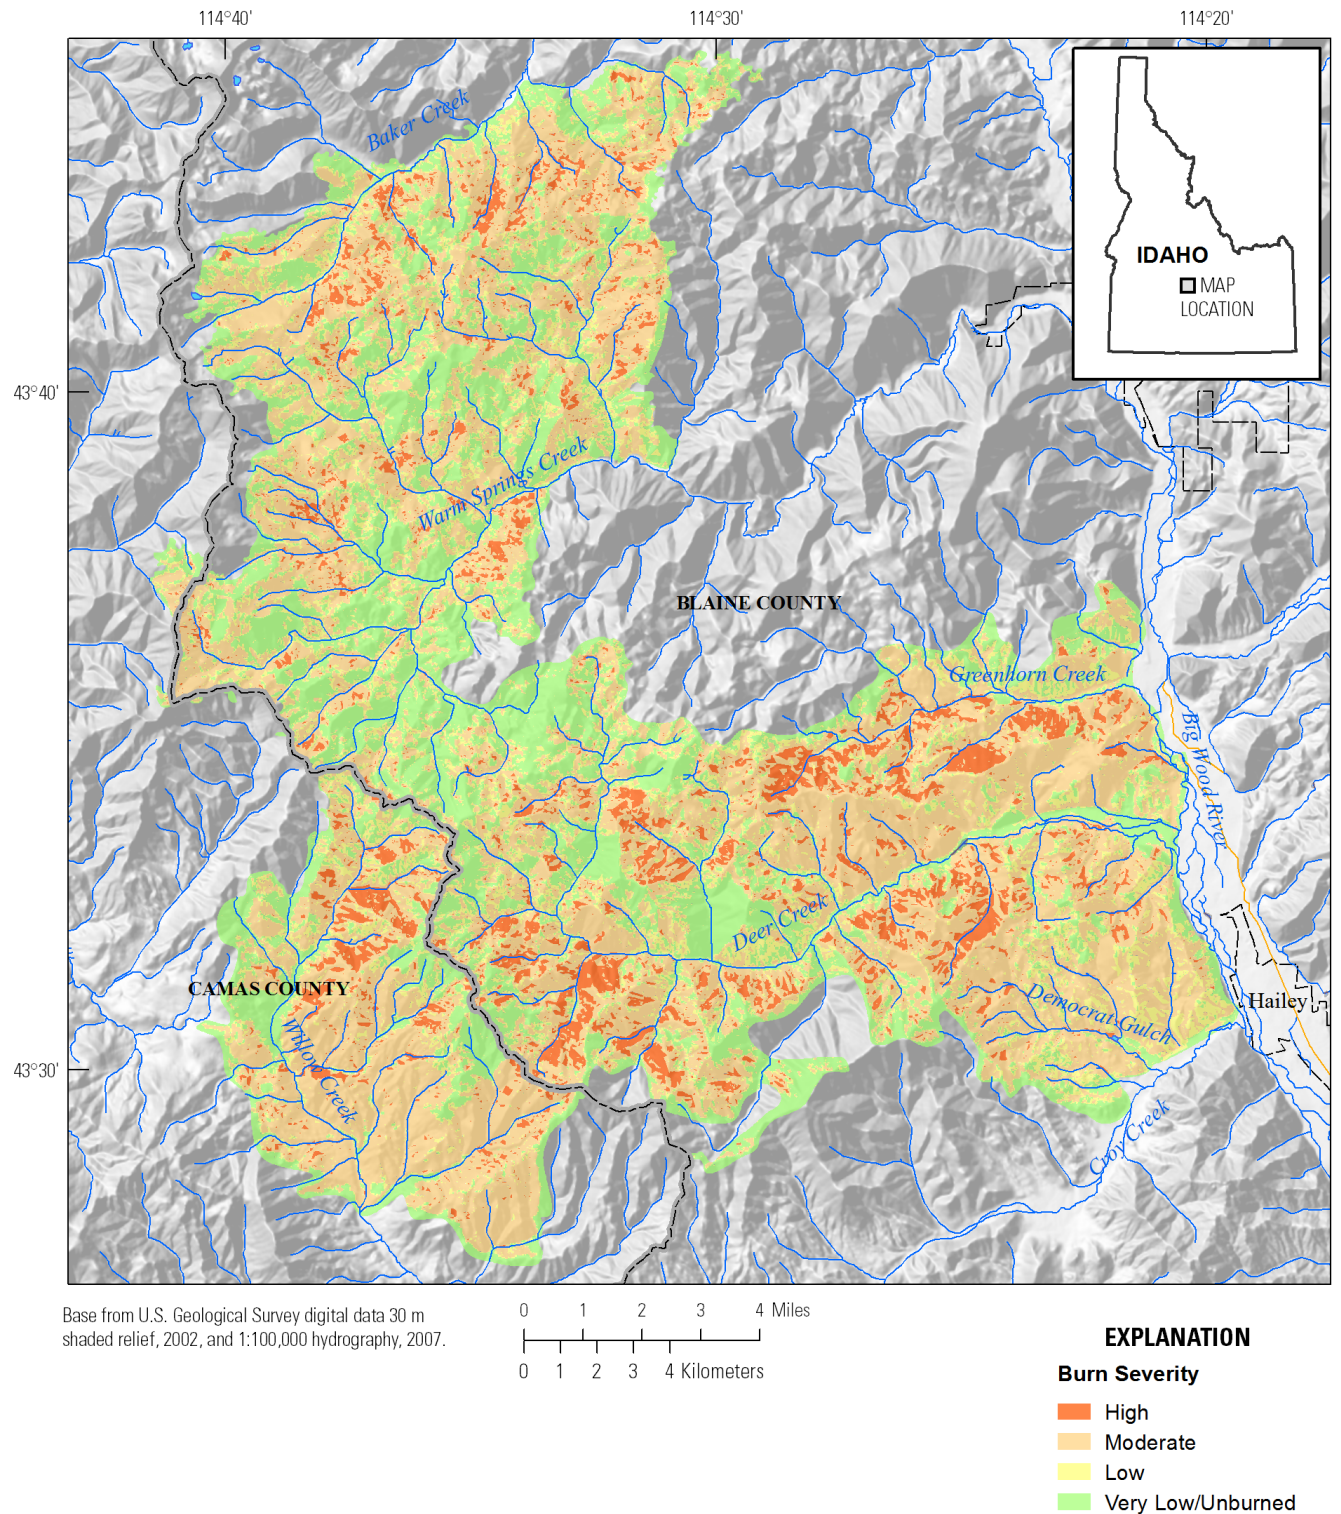 114°40'
114°30'
114°20'
Baker Creek
IDAHO
MAP
LOCATION
43°40'
Warm Springs Creek
BLAINE COUNTY
Greenhorn Creek
Big Wood River
Deer Creek
CAMAS COUNTY
Democrat Gulch
Hailey
Willow Creek
43°30'
Croy Creek
Base from U.S. Geological Survey digital data 30 m
shaded relief, 2002, and 1:100,000 hydrography, 2007.
0 1 2 3 4 Miles
0 1 2 3 4 Kilometers
EXPLANATION
Burn Severity
High
Moderate
Low
Very Low/Unburned